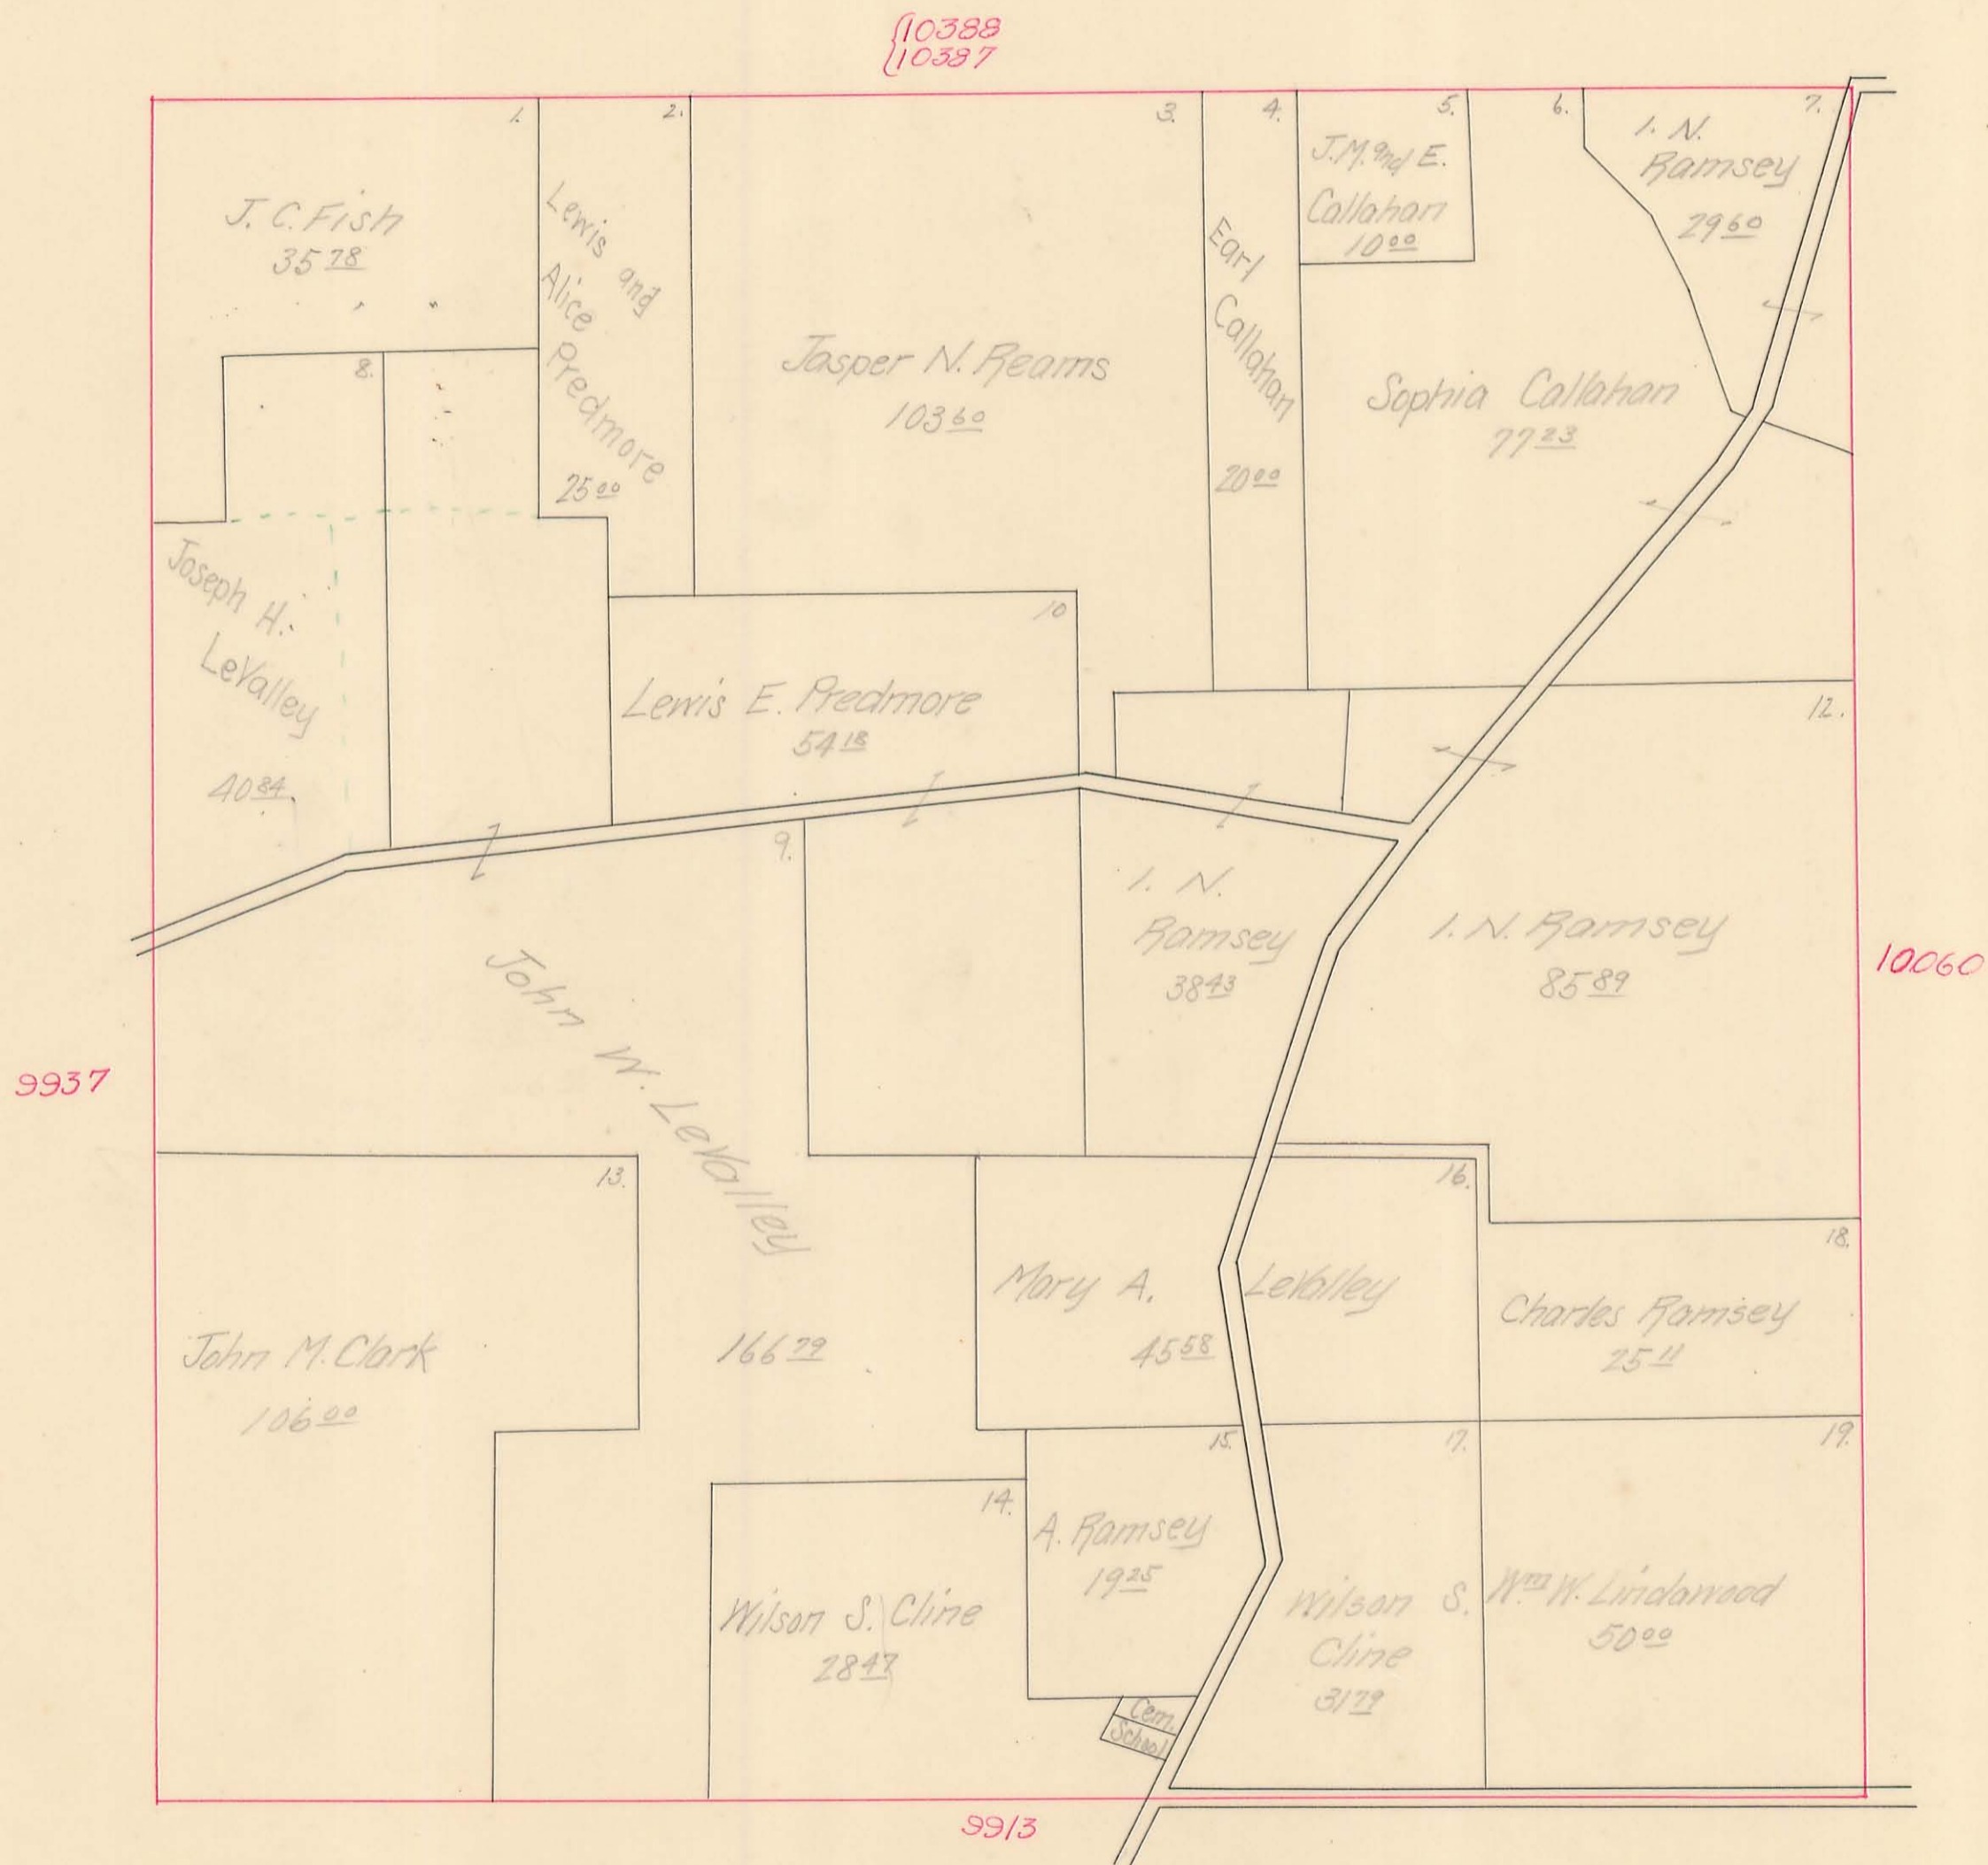 10388
10387
1.
2.
3.
4.
5.
6.
7.
J. C. Fish
35 78
Lewis and
Alice
Predmore
25 00
Jasper N. Reams
103 60
Earl
Callahan
20 00
J.M. and E.
Callahan
10 00
Sophia Callahan
77 23
I. N.
Ramsey
29 60
8.
Joseph H.
LeValley
40 84
10
Lewis E. Predmore
54 18
12.
9.
I. N.
Ramsey
38 43
I. N. Ramsey
85 89
10060
9937
John W. LeValley
166 79
13.
John M. Clark
106 00
16.
Mary A. LeValley
45 58
18.
Charles Ramsey
25 11
14.
Wilson S. Cline
28 47
15.
A. Ramsey
19 25
17.
Wilson S.
Cline
31 79
19.
Wm W. Lindawood
50 00
Cem.
School
9913